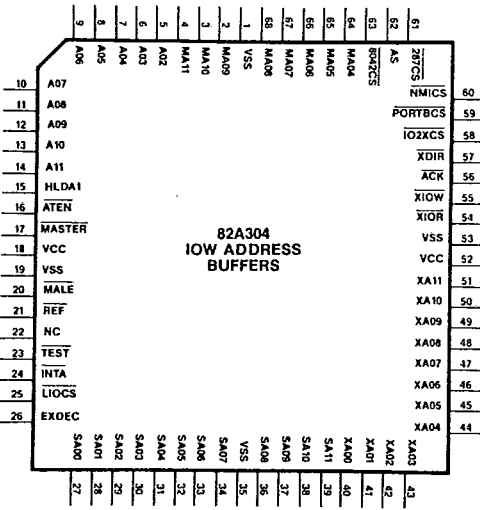 9 8 7 6 5 4 3 2 1 68 67 66 65 64 63 62 61
A06 A05 A04 A03 A02 MA11 MA10 MA09 VSS MA08 MA07 MA06 MA05 MA04 8042CS AS 287CS
10 A07
11 A08
12 A09
13 A10
14 A11
15 HLDA1
16 ATEN
17 MASTER
18 VCC
19 VSS
20 MALE
21 REF
22 NC
23 TEST
24 INTA
25 LIOCS
26 EXDEC
82A304
IOW ADDRESS
BUFFERS
NMICS 60
PORTBCS 59
IO2XCS 58
XDIR 57
ACK 56
XIOW 55
XIOR 54
VSS 53
VCC 52
XA11 51
XA10 50
XA09 49
XA08 48
XA07 47
XA06 46
XA05 45
XA04 44
SA00 SA01 SA02 SA03 SA04 SA05 SA06 SA07 VSS SA08 SA09 SA10 SA11 XA00 XA01 XA02 XA03
27 28 29 30 31 32 33 34 35 36 37 38 39 40 41 42 43